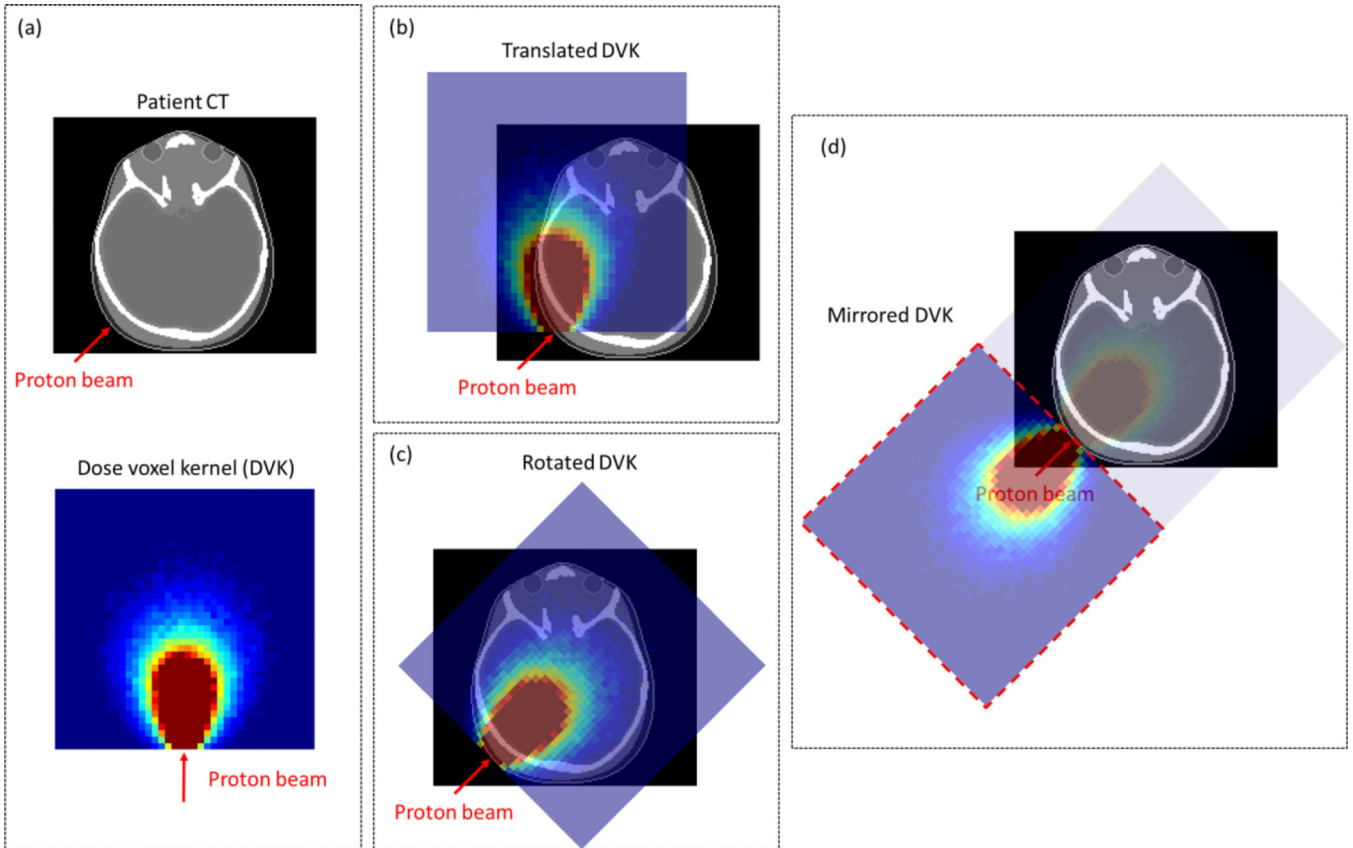 (a)
Patient CT
Proton beam
Dose voxel kernel (DVK)
Proton beam
(b)
Translated DVK
Proton beam
(c)
Rotated DVK
Proton beam
(d)
Mirrored DVK
Proton beam